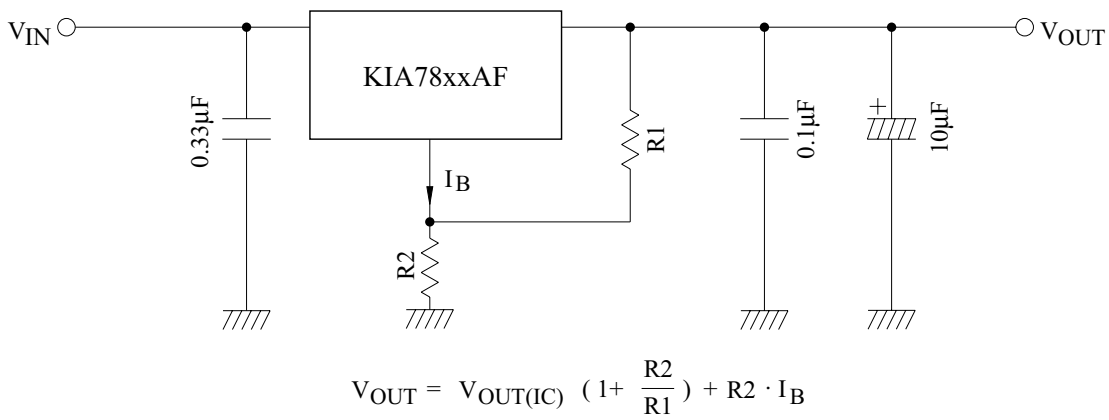 VIN
VOUT
KIA78xxAF
0.33µF
R1
0.1µF
+
10µF
IB
R2
VOUT = VOUT(IC) ( 1+ R2/R1 ) + R2 · IB